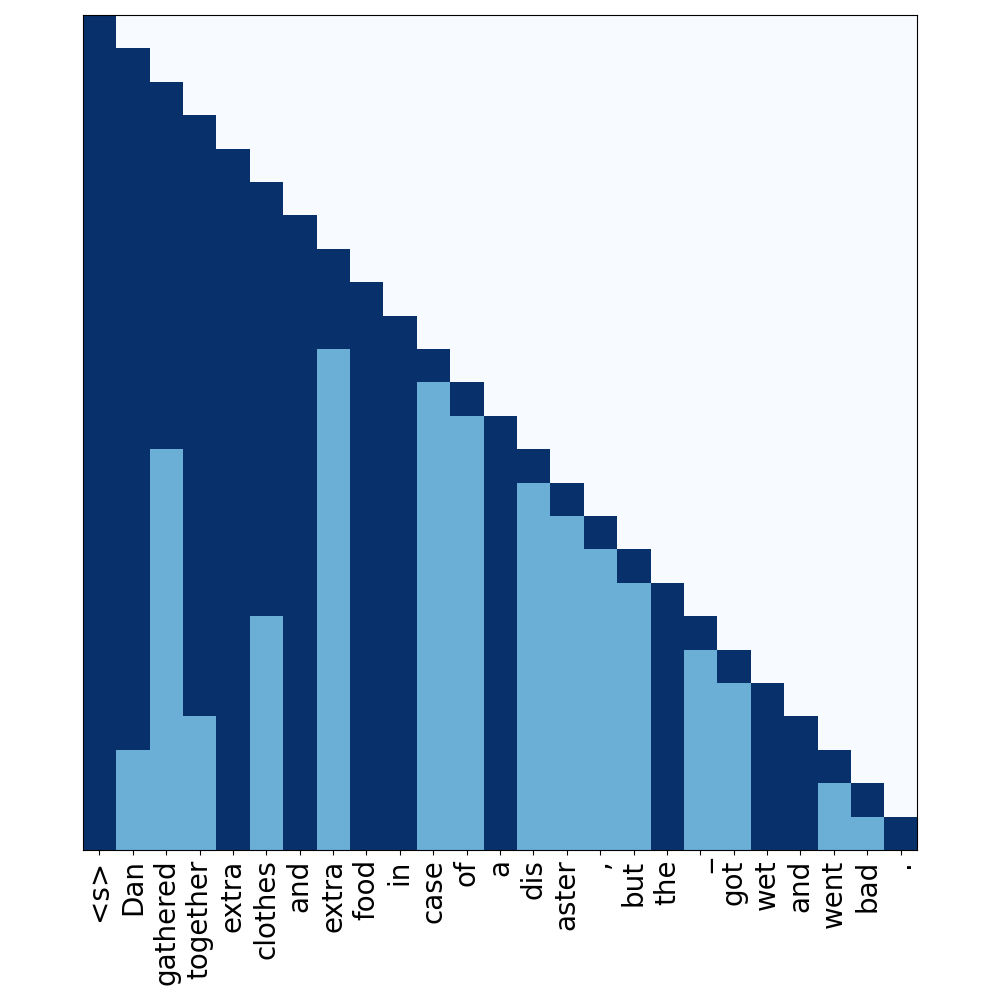 <s>
Dan
gathered
together
extra
clothes
and
extra
food
in
case
of
a
dis
aster
,
but
the
_
got
wet
and
went
bad
.